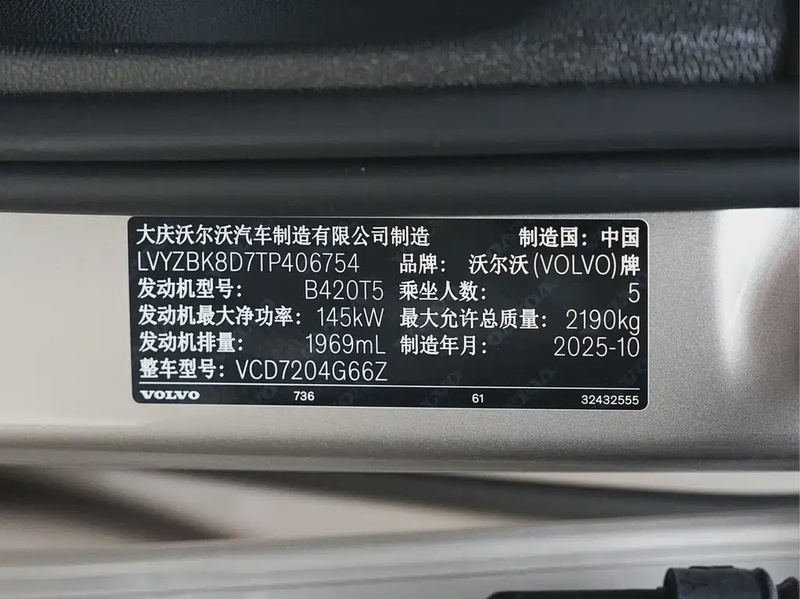 大庆沃尔沃汽车制造有限公司制造 制造国：中国
LVYZBK8D7TP406754 品牌：沃尔沃(VOLVO)牌
发动机型号：B420T5 乘坐人数：5
发动机最大净功率：145kW 最大允许总质量：2190kg
发动机排量：1969mL 制造年月：2025-10
整车型号：VCD7204G66Z
VOLVO 736 61 32432555